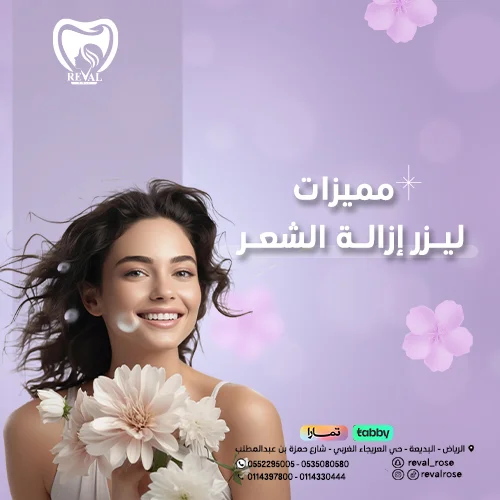 REVAL
مميزات
ليزر إزالة الشعر
تمارا
tabby
الرياض - البديعة - حي العريجاء الغربي - شارع حمزة بن عبدالمطلب
0552295005 - 0535080580
reval_rose
0114397800 - 0114330444
revalrose